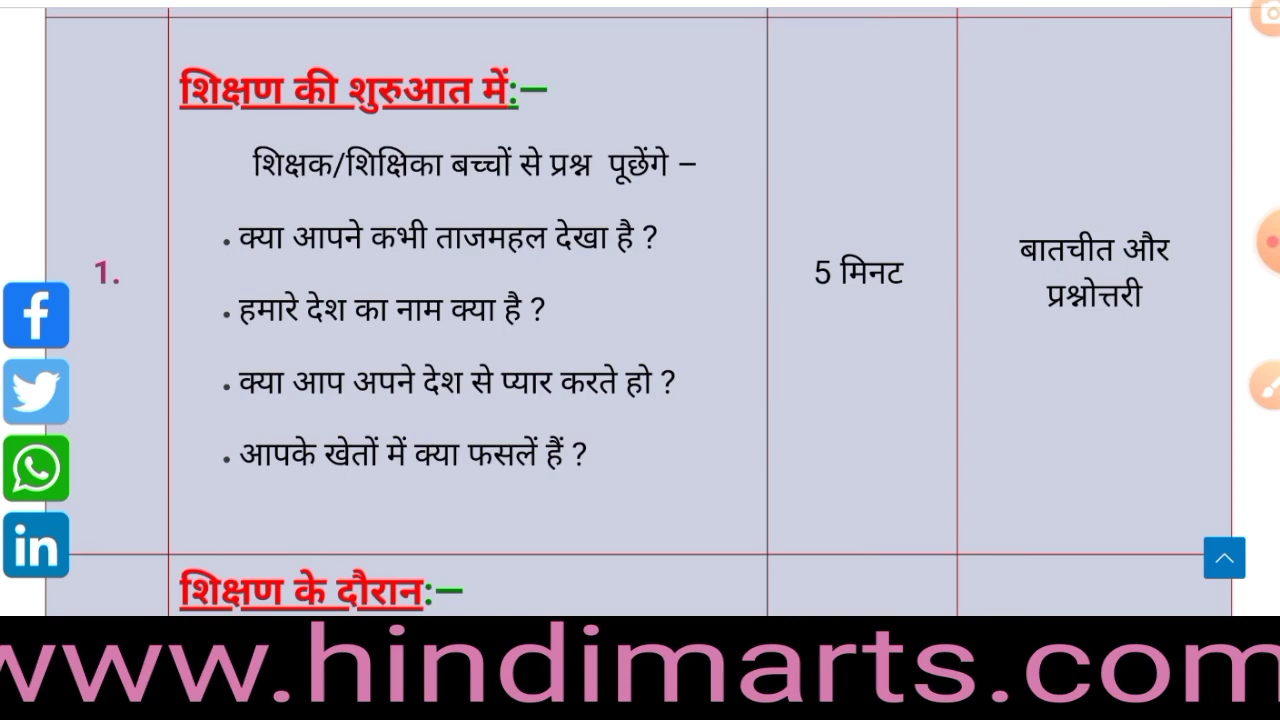 शिक्षण की शुरुआत में:–
शिक्षक/शिक्षिका बच्चों से प्रश्न पूछेंगे –
• क्या आपने कभी ताजमहल देखा है ?
• हमारे देश का नाम क्या है ?
• क्या आप अपने देश से प्यार करते हो ?
• आपके खेतों में क्या फसलें हैं ?
1.
5 मिनट
बातचीत और
प्रश्नोत्तरी
शिक्षण के दौरान:–
f
in
www.hindimarts.com